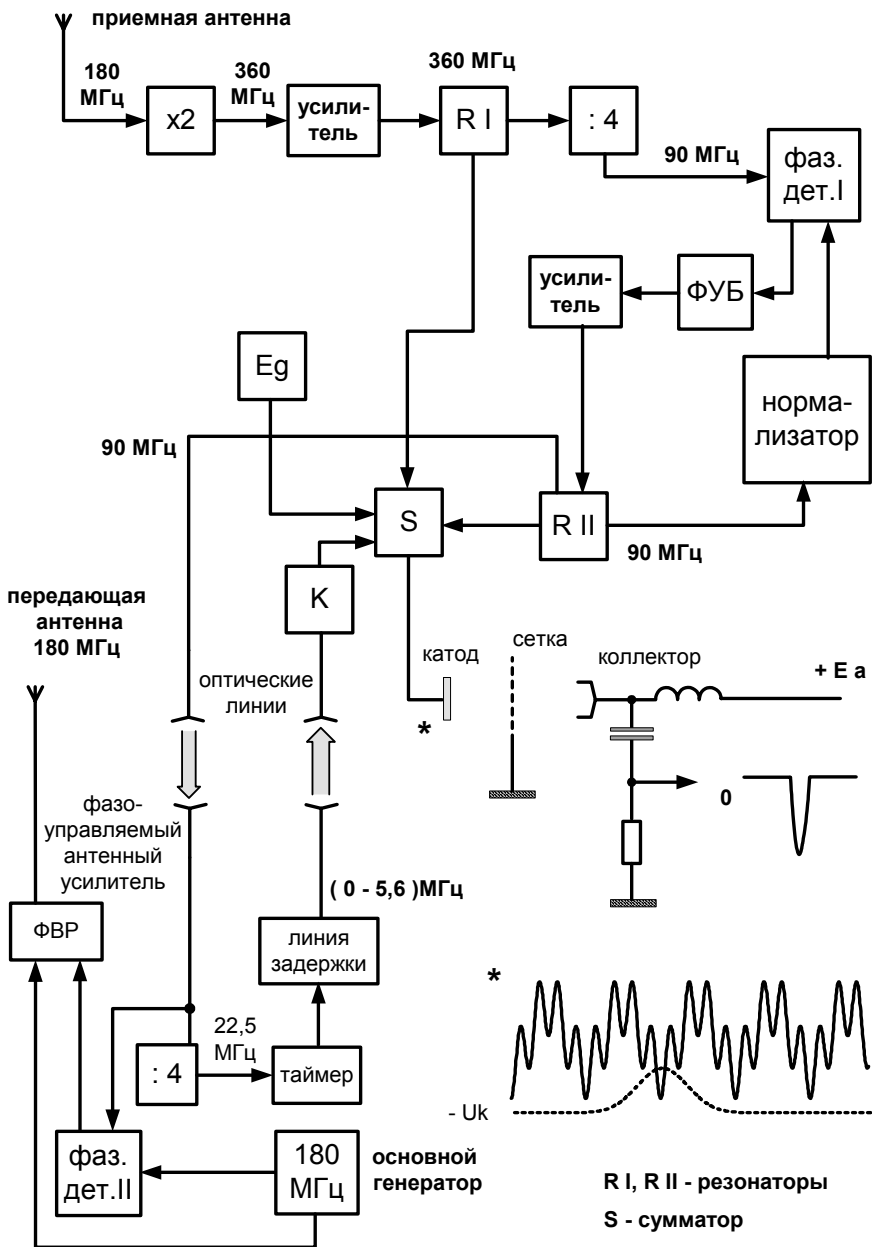 приемная антенна
180
МГц
360
МГц
360 МГц
x2
усили-
тель
R I
: 4
90 МГц
фаз.
дет.I
усили-
тель
ФУБ
Eg
норма-
лизатор
90 МГц
S
R II
90 МГц
K
передающая
антенна
180 МГц
оптические
линии
катод
сетка
коллектор
+ E a
*
0
фазо-
управляемый
антенный
усилитель
( 0 - 5,6 )МГц
ФВР
линия
задержки
*
22,5
МГц
: 4
таймер
- Uk
фаз.
дет.II
180
МГц
основной
генератор
R I, R II - резонаторы
S - сумматор